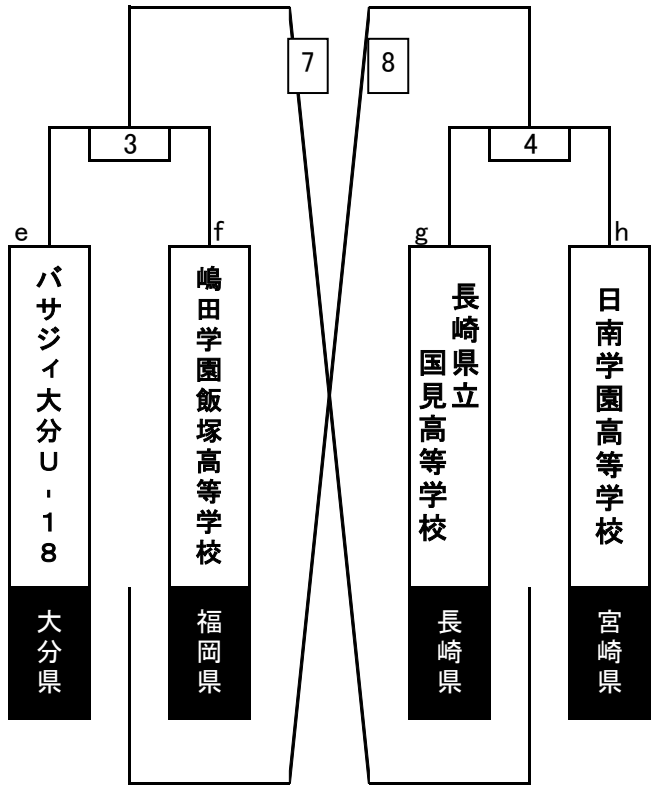 7
8
3
4
e
f
g
h
バサジィ大分U-18
嶋田学園飯塚高等学校
長崎県立
国見高等学校
日南学園高等学校
大分県
福岡県
長崎県
宮崎県